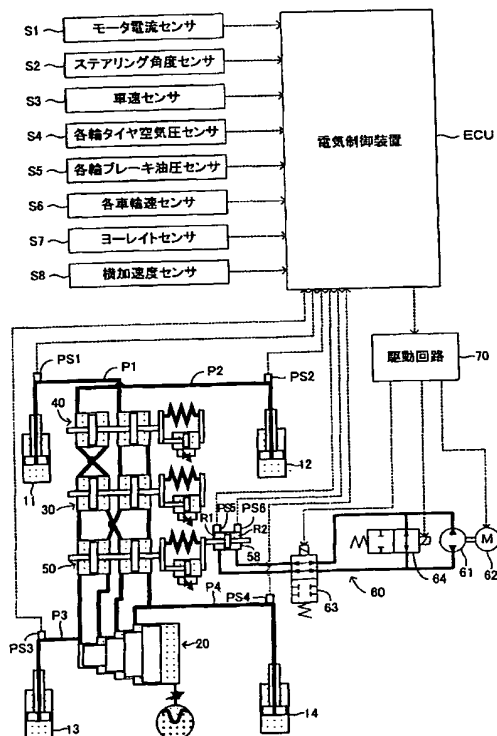 S1 モータ電流センサ
S2 ステアリング角度センサ
S3 車速センサ
S4 各輪タイヤ空気圧センサ
S5 各輪ブレーキ油圧センサ
S6 各車輪速センサ
S7 ヨーレイトセンサ
S8 横加速度センサ
電気制御装置
ECU
駆動回路 70
PS1
P1
P2
PS2
40
11
12
30
R1
PS5
PS6
R2
58
50
61
M
62
64
63
60
P3
PS3
P4
PS4
20
13
14